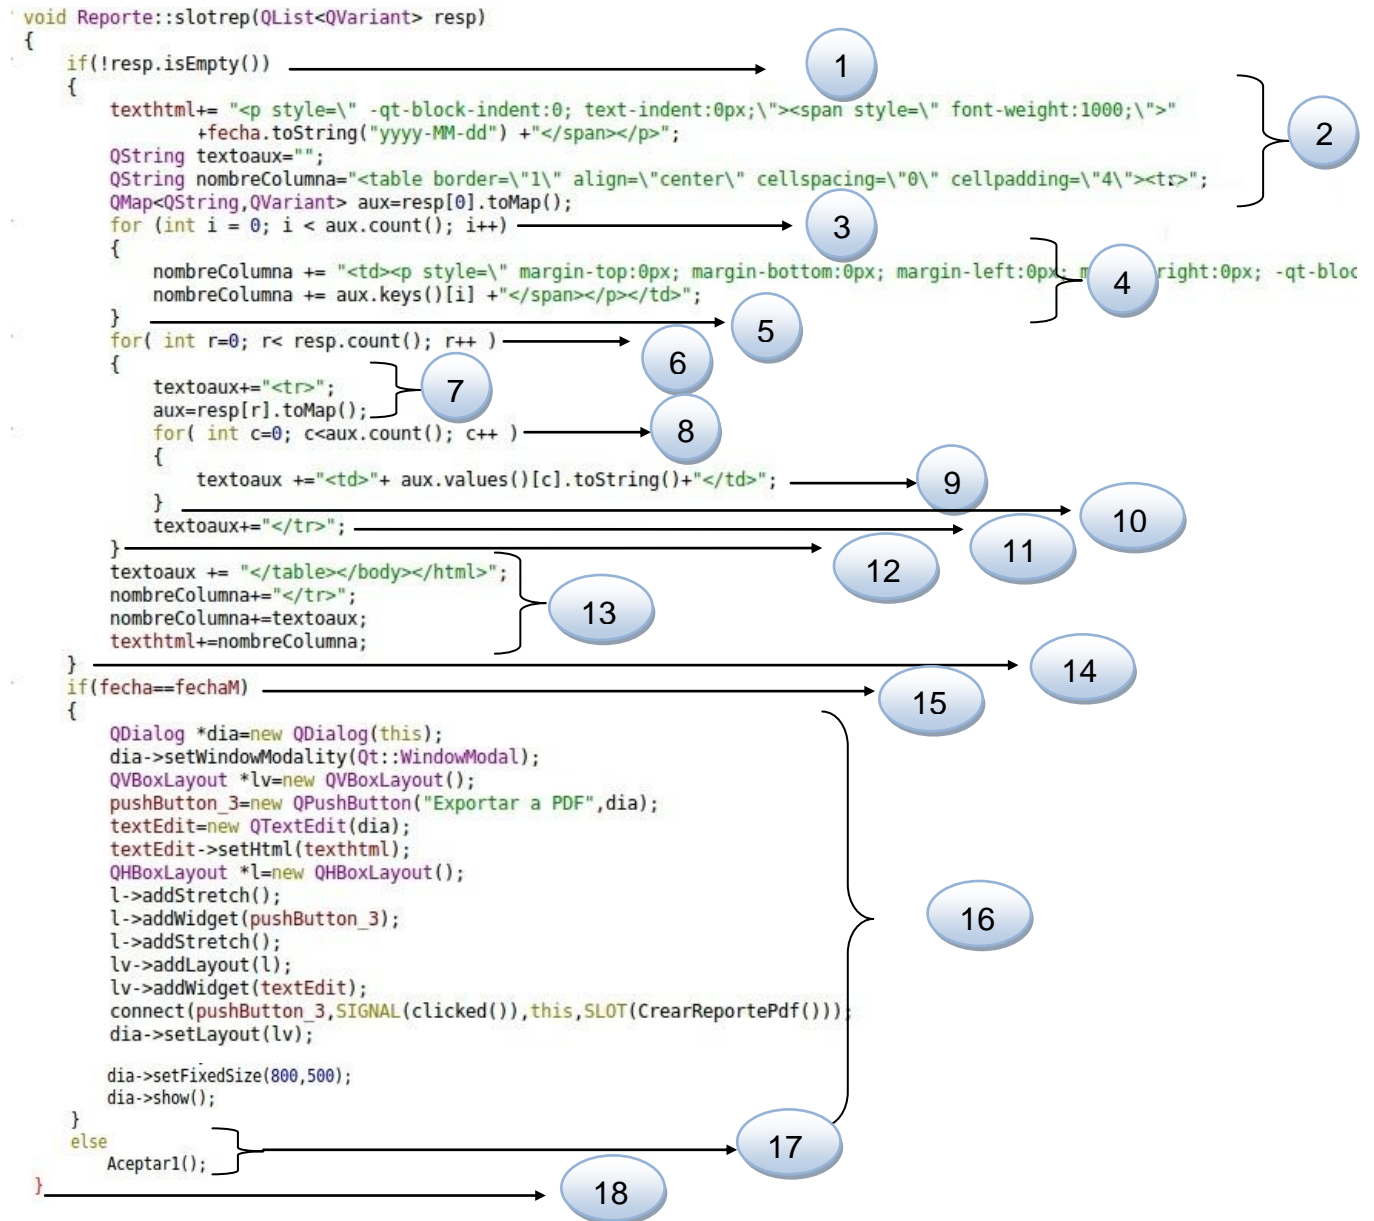 void Reporte::slotrep(QList<QVariant> resp)
{
if(!resp.isEmpty())
1
{
texthtml+= "<p style=\" -qt-block-indent:0; text-indent:0px;\"><span style=\" font-weight:1000;\">"
+fecha.toString("yyyy-MM-dd") +"</span></p>";
2
QString textoaux="";
QString nombreColumna="<table border=\"1\" align=\"center\" cellspacing=\"0\" cellpadding=\"4\"><tr>";
QMap<QString,QVariant> aux=resp[0].toMap();
for (int i = 0; i < aux.count(); i++)
3
{
nombreColumna += "<td><p style=\" margin-top:0px; margin-bottom:0px; margin-left:0px; m right:0px; -qt-bloc
nombreColumna += aux.keys()[i] +"</span></p></td>";
4
}
5
for( int r=0; r< resp.count(); r++ )
6
{
textoaux+="<tr>";
7
aux=resp[r].toMap();
for( int c=0; c<aux.count(); c++ )
8
{
textoaux +="<td>"+ aux.values()[c].toString()+"</td>";
9
}
10
textoaux+="</tr>";
11
}
12
textoaux += "</table></body></html>";
nombreColumna+="</tr>";
13
nombreColumna+=textoaux;
texthtml+=nombreColumna;
}
14
if(fecha==fechaM)
15
{
QDialog *dia=new QDialog(this);
dia->setWindowModality(Qt::WindowModal);
QVBoxLayout *lv=new QVBoxLayout();
pushButton_3=new QPushButton("Exportar a PDF",dia);
textEdit=new QTextEdit(dia);
textEdit->setHtml(texthtml);
QHBoxLayout *l=new QHBoxLayout();
l->addStretch();
l->addWidget(pushButton_3);
16
l->addStretch();
lv->addLayout(l);
lv->addWidget(textEdit);
connect(pushButton_3,SIGNAL(clicked()),this,SLOT(CrearReportePdf()));
dia->setLayout(lv);
dia->setFixedSize(800,500);
dia->show();
}
else
17
Aceptar1();
}
18